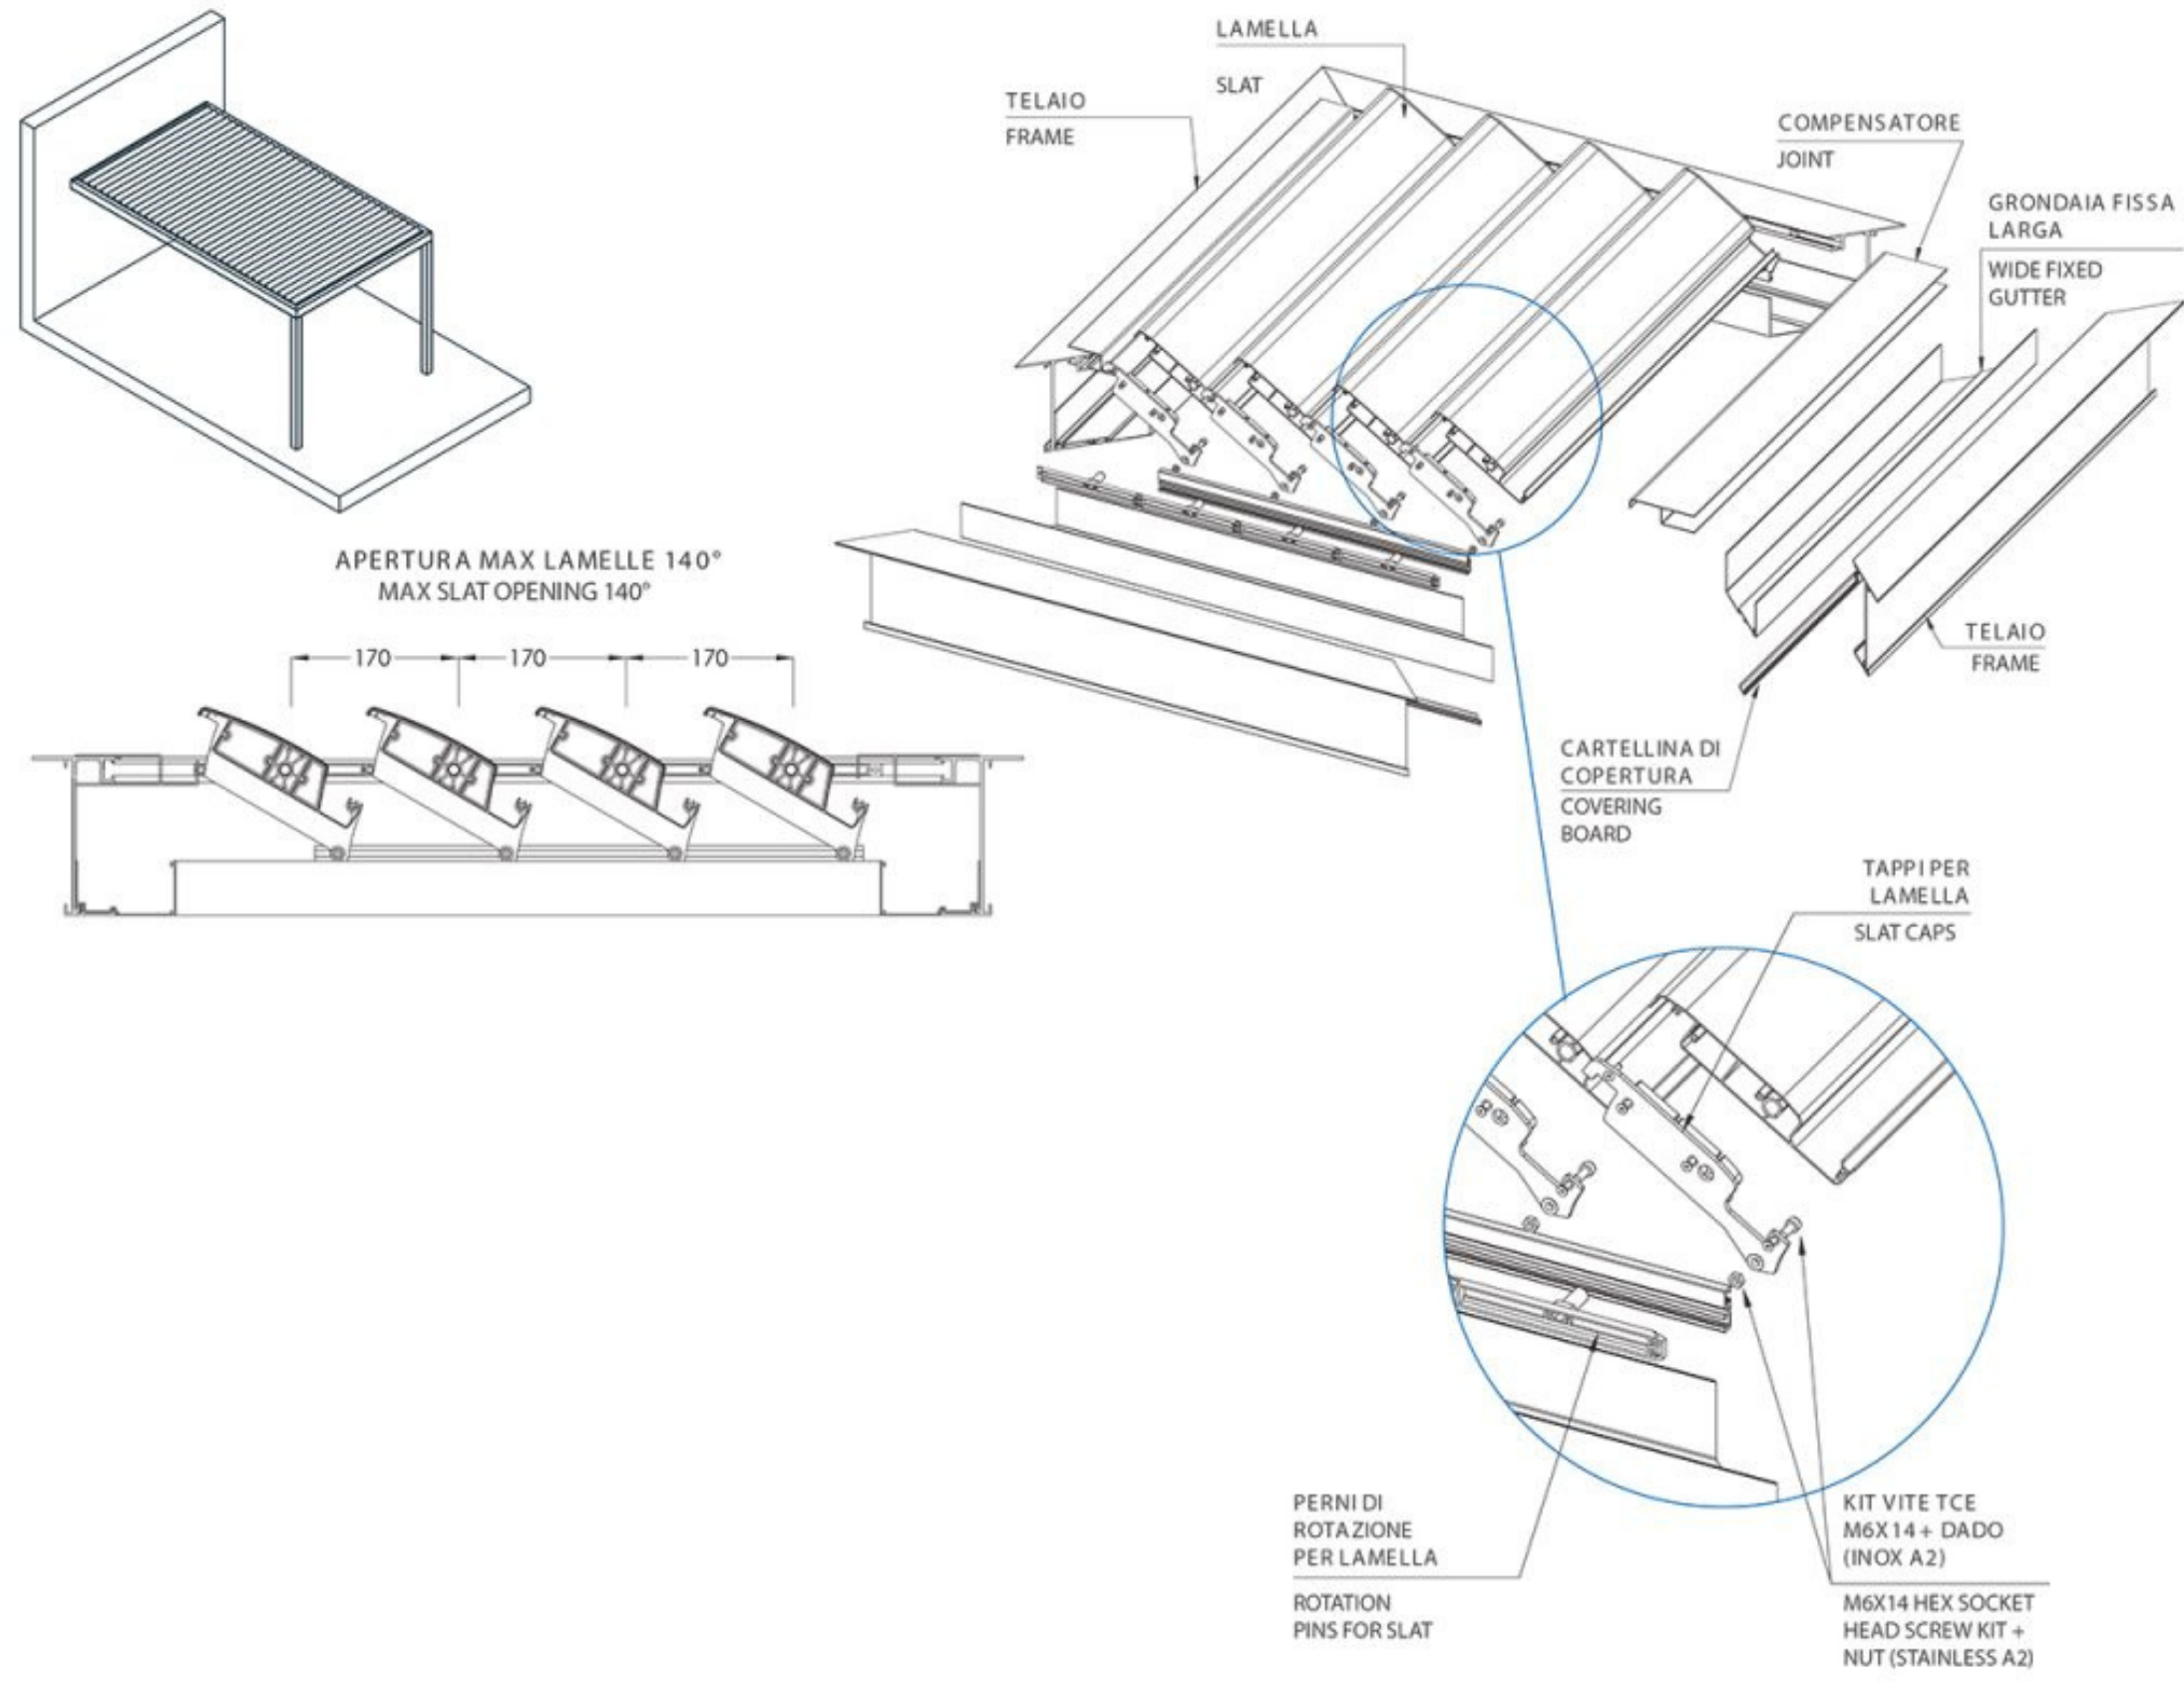 LAMELLA
SLAT
TELAIO
FRAME
COMPENSATORE
JOINT
GRONDAIA FISSA
LARGA
WIDE FIXED
GUTTER
APERTURA MAX LAMELLE 140°
MAX SLAT OPENING 140°
170
170
170
TELAIO
FRAME
CARTELLINA DI
COPERTURA
COVERING
BOARD
TAPPI PER
LAMELLA
SLAT CAPS
PERNI DI
ROTAZIONE
PER LAMELLA
ROTATION
PINS FOR SLAT
KIT VITE TCE
M6X14 + DADO
(INOX A2)
M6X14 HEX SOCKET
HEAD SCREW KIT +
NUT (STAINLESS A2)